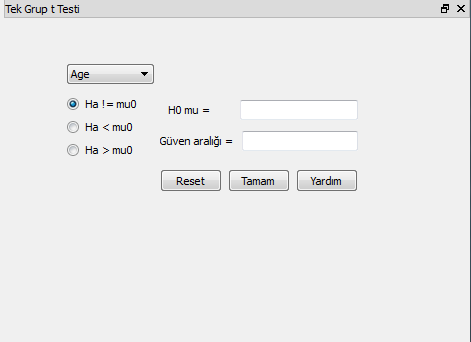 Tek Grup t Testi
Age
Ha != mu0
H0 mu =
Ha < mu0
Güven aralığı =
Ha > mu0
Reset Tamam Yardım